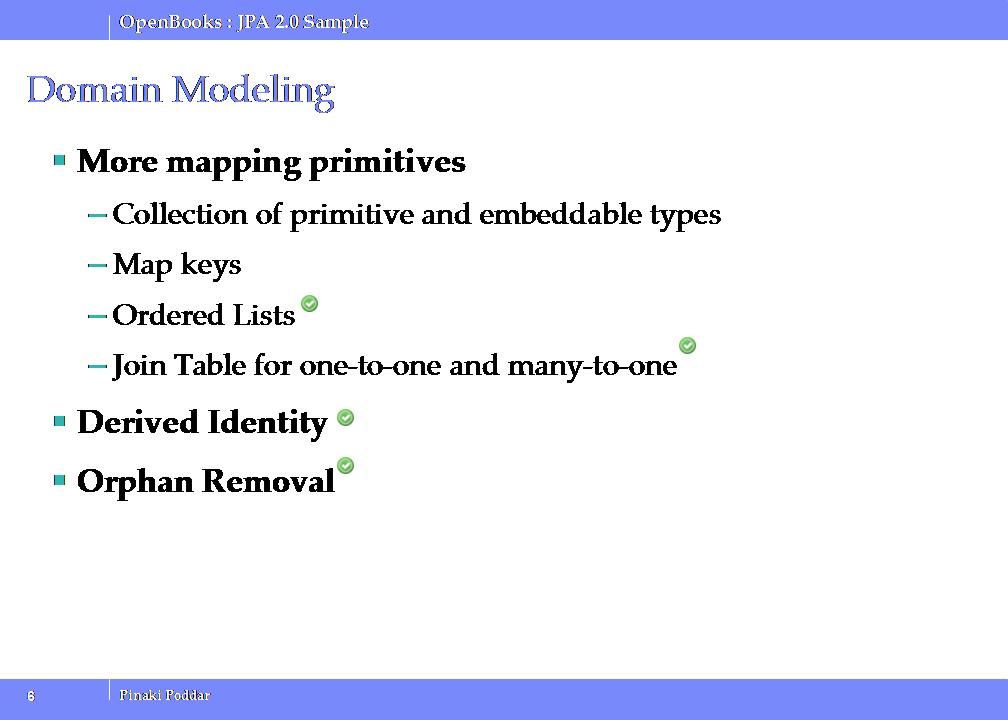 OpenBooks : JPA 2.0 Sample
Domain Modeling
More mapping primitives
– Collection of primitive and embeddable types
– Map keys
– Ordered Lists
– Join Table for one-to-one and many-to-one
Derived Identity
Orphan Removal
6 Pinaki Poddar